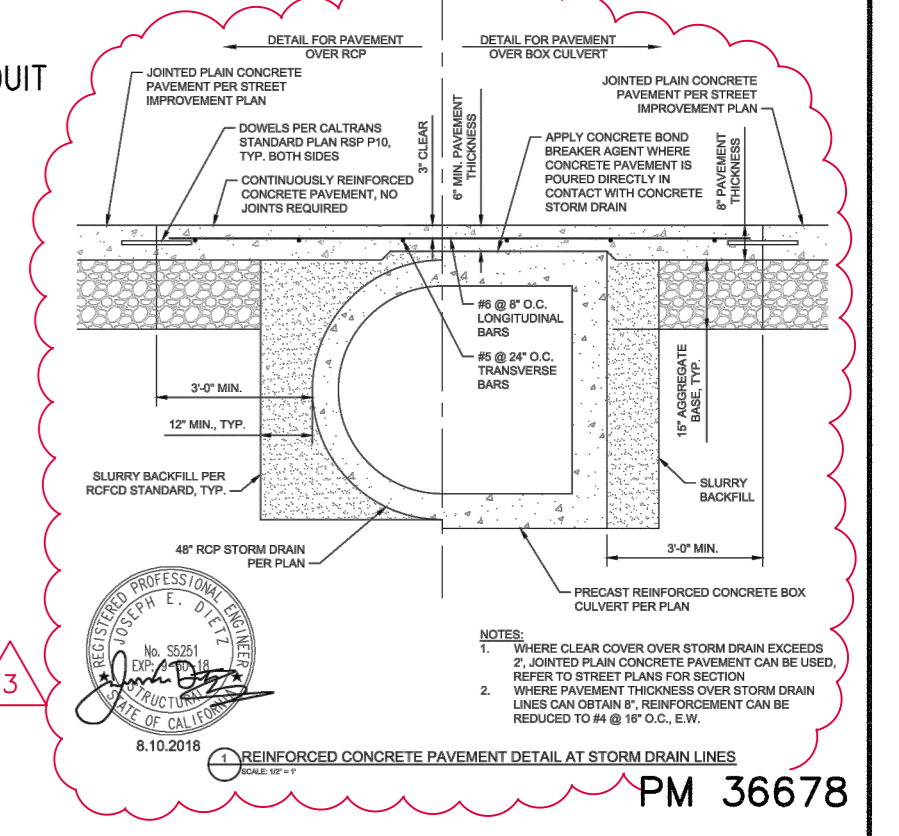 UIT
DETAIL FOR PAVEMENT
OVER RCP
DETAIL FOR PAVEMENT
OVER BOX CULVERT
JOINTED PLAIN CONCRETE
PAVEMENT PER STREET
IMPROVEMENT PLAN
DOWELS PER CALTRANS
STANDARD PLAN RSP P10,
TYP. BOTH SIDES
CONTINUOUSLY REINFORCED
CONCRETE PAVEMENT, NO
JOINTS REQUIRED
3" CLEAR
6" MIN. PAVEMENT
THICKNESS
APPLY CONCRETE BOND
BREAKER AGENT WHERE
CONCRETE PAVEMENT IS
POURED DIRECTLY IN
CONTACT WITH CONCRETE
STORM DRAIN
JOINTED PLAIN CONCRETE
PAVEMENT PER STREET
IMPROVEMENT PLAN
8" PAVEMENT
THICKNESS
#6 @ 8" O.C.
LONGITUDINAL
BARS
#5 @ 24" O.C.
TRANSVERSE
BARS
3'-0" MIN.
12" MIN., TYP.
15" AGGREGATE
BASE, TYP.
SLURRY BACKFILL PER
RCFCD STANDARD, TYP.
SLURRY
BACKFILL
48" RCP STORM DRAIN
PER PLAN
3'-0" MIN.
PRECAST REINFORCED CONCRETE BOX
CULVERT PER PLAN
REGISTERED PROFESSIONAL ENGINEER
JOSEPH E. DIETZ
No. S5251
EXP:
STRUCTURAL
STATE OF CALIFORNIA
8.10.2018
3
NOTES:
1. WHERE CLEAR COVER OVER STORM DRAIN EXCEEDS
2', JOINTED PLAIN CONCRETE PAVEMENT CAN BE USED,
REFER TO STREET PLANS FOR SECTION
2. WHERE PAVEMENT THICKNESS OVER STORM DRAIN
LINES CAN OBTAIN 8", REINFORCEMENT CAN BE
REDUCED TO #4 @ 16" O.C., E.W.
1 REINFORCED CONCRETE PAVEMENT DETAIL AT STORM DRAIN LINES
SCALE: 1/2" = 1'
PM 36678